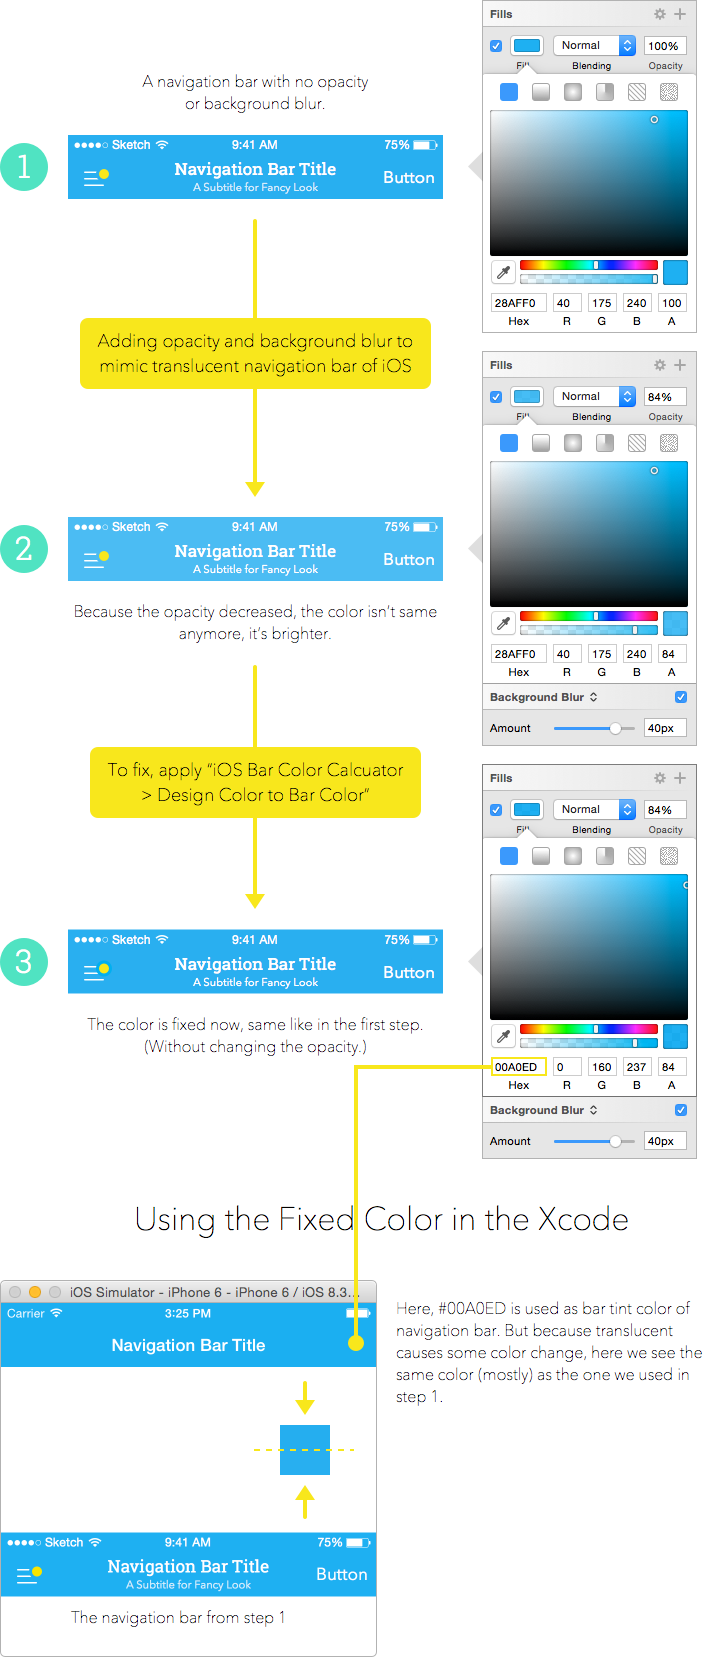 Fills
Normal
100%
Fill
Blending
Opacity
28AFF0
40
175
240
100
Hex
R
G
B
A
A navigation bar with no opacity
or background blur.
1
Sketch
9:41 AM
75%
Navigation Bar Title
A Subtitle for Fancy Look
Button
Adding opacity and background blur to
mimic translucent navigation bar of iOS
Fills
Normal
84%
Fill
Blending
Opacity
28AFF0
40
175
240
84
Hex
R
G
B
A
Background Blur
Amount
40px
2
Sketch
9:41 AM
75%
Navigation Bar Title
A Subtitle for Fancy Look
Button
Because the opacity decreased, the color isn't same
anymore, it's brighter.
To fix, apply "iOS Bar Color Calcuator
> Design Color to Bar Color"
Fills
Normal
84%
Fill
Blending
Opacity
00A0ED
0
160
237
84
Hex
R
G
B
A
Background Blur
Amount
40px
3
Sketch
9:41 AM
75%
Navigation Bar Title
A Subtitle for Fancy Look
Button
The color is fixed now, same like in the first step.
(Without changing the opacity.)
Using the Fixed Color in the Xcode
iOS Simulator - iPhone 6 - iPhone 6 / iOS 8.3...
Carrier
3:25 PM
Navigation Bar Title
Here, #00A0ED is used as bar tint color of
navigation bar. But because translucent
causes some color change, here we see the
same color (mostly) as the one we used in
step 1.
Sketch
9:41 AM
75%
Navigation Bar Title
A Subtitle for Fancy Look
Button
The navigation bar from step 1